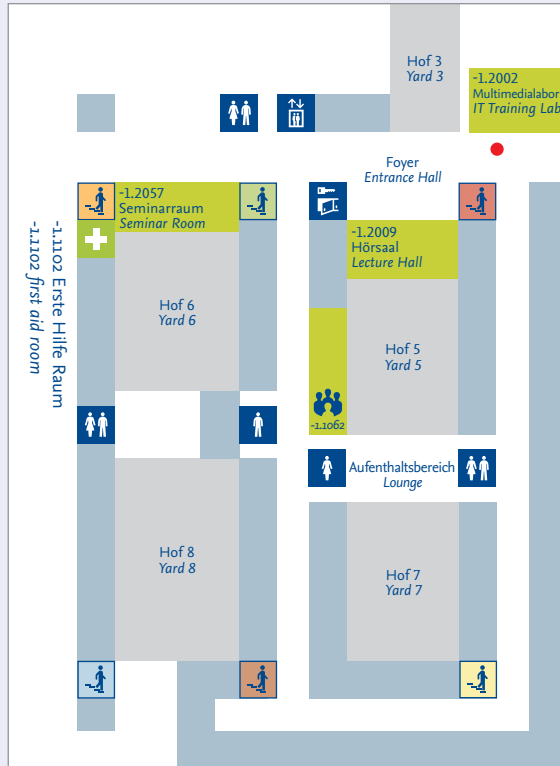 Hof 3
Yard 3
-1.2002
Multimedialabor
IT Training Lab
Foyer
Entrance Hall
-1.2057
Seminarraum
Seminar Room
-1.2009
Hörsaal
Lecture Hall
-1.1102 Erste Hilfe Raum
-1.1102 first aid room
Hof 6
Yard 6
Hof 5
Yard 5
-1.1062
Aufenthaltsbereich
Lounge
Hof 8
Yard 8
Hof 7
Yard 7